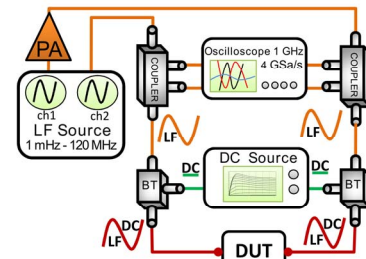 PA
ch1
ch2
LF Source
1 mHz - 120 MHz
COUPLER
Oscilloscope 1 GHz
4 GSa/s
COUPLER
LF
LF
DC
DC Source
DC
BT
BT
DC
LF
DUT
DC
LF